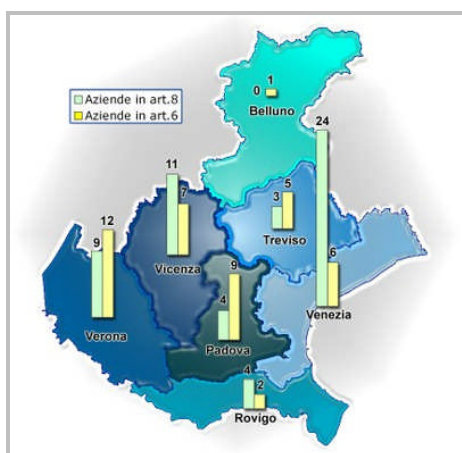 Aziende in art.8
Aziende in art.6
0 1
Belluno
24
6
Venezia
11
7
Vicenza
3 5
Treviso
9 12
Verona
4 9
Padova
4 2
Rovigo